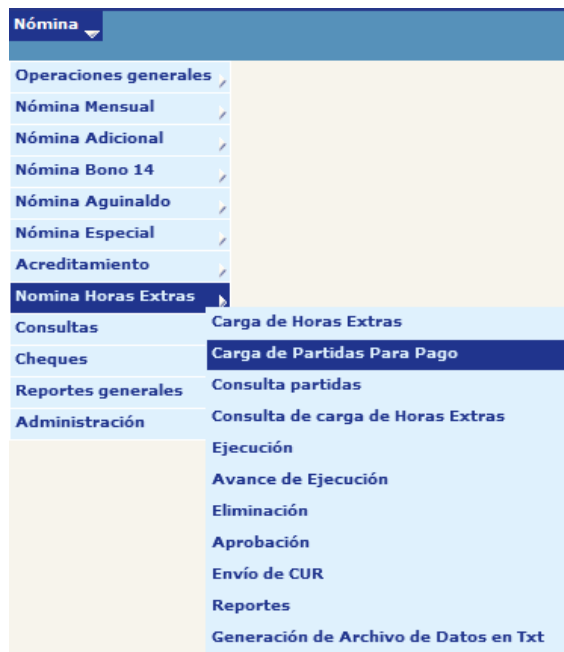 Nómina
Operaciones generales
Nómina Mensual
Nómina Adicional
Nómina Bono 14
Nómina Aguinaldo
Nómina Especial
Acreditamiento
Nomina Horas Extras
Consultas
Cheques
Reportes generales
Administración
Carga de Horas Extras
Carga de Partidas Para Pago
Consulta partidas
Consulta de carga de Horas Extras
Ejecución
Avance de Ejecución
Eliminación
Aprobación
Envío de CUR
Reportes
Generación de Archivo de Datos en Txt